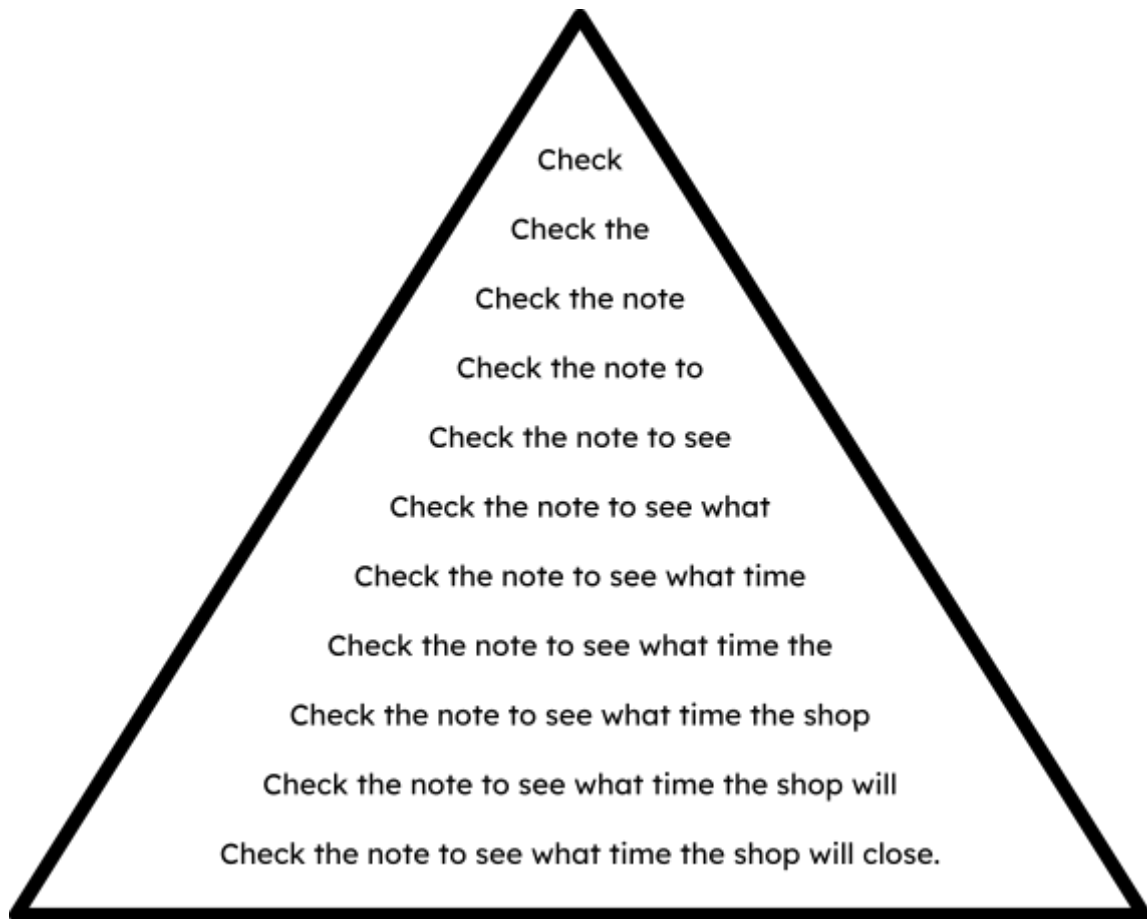 Check
Check the
Check the note
Check the note to
Check the note to see
Check the note to see what
Check the note to see what time
Check the note to see what time the
Check the note to see what time the shop
Check the note to see what time the shop will
Check the note to see what time the shop will close.